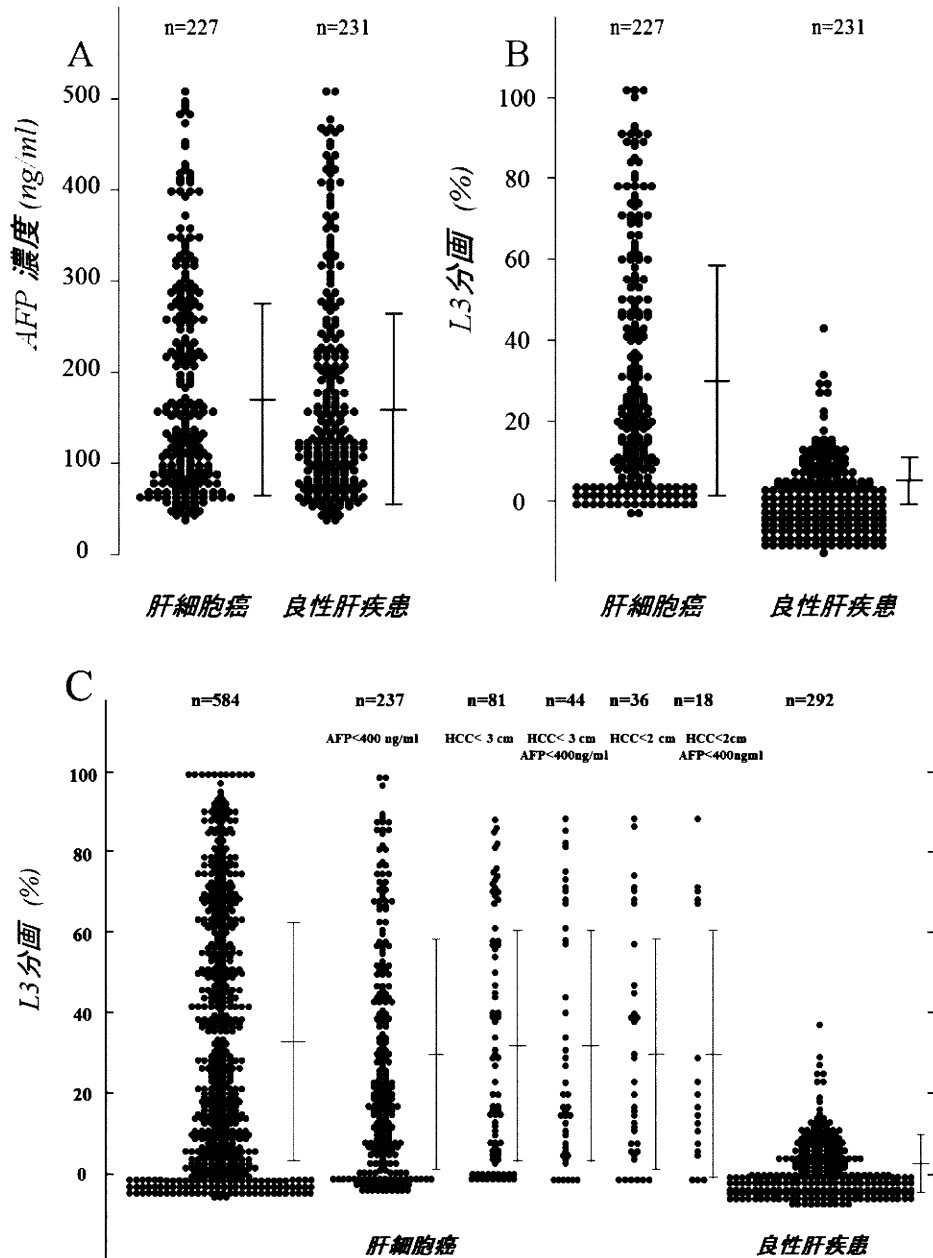 n=227
n=231
A
AFP 濃度 (ng/ml)
500
400
300
200
100
0
肝細胞癌
良性肝疾患
n=227
n=231
B
L3分画 (%)
100
80
60
40
20
0
肝細胞癌
良性肝疾患
C
n=584
n=237
n=81
n=44
n=36
n=18
n=292
AFP<400 ng/ml
HCC< 3 cm
HCC< 3 cm
AFP<400ng/ml
HCC<2 cm
HCC<2cm
AFP<400ngml
L3分画 (%)
100
80
60
40
20
0
肝細胞癌
良性肝疾患